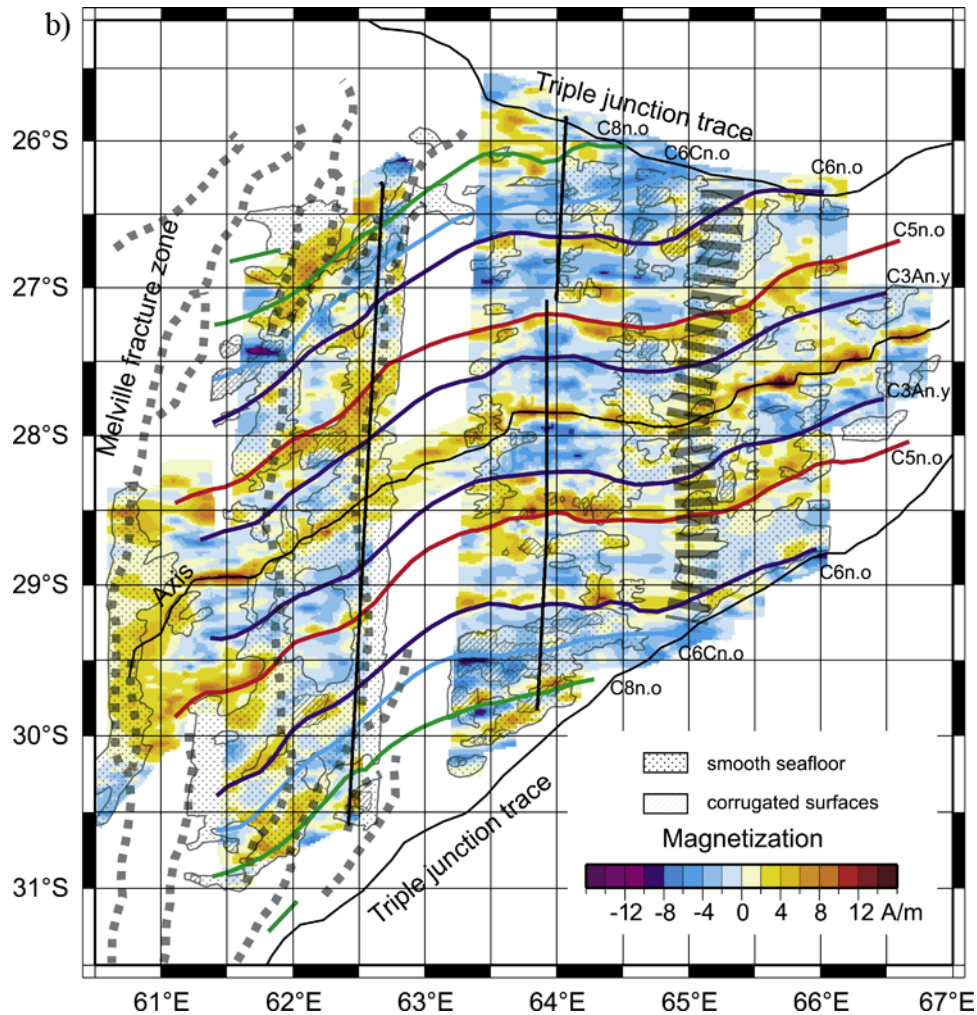 b)
Triple junction trace
C8n.o
C6Cn.o
C6n.o
C5n.o
C3An.y
C3An.y
C5n.o
C6n.o
C6Cn.o
C8n.o
Melville fracture zone
Axis
Triple junction trace
26°S
27°S
28°S
29°S
30°S
31°S
smooth seafloor
corrugated surfaces
Magnetization
-12 -8 -4 0 4 8 12 A/m
61°E 62°E 63°E 64°E 65°E 66°E 67°E